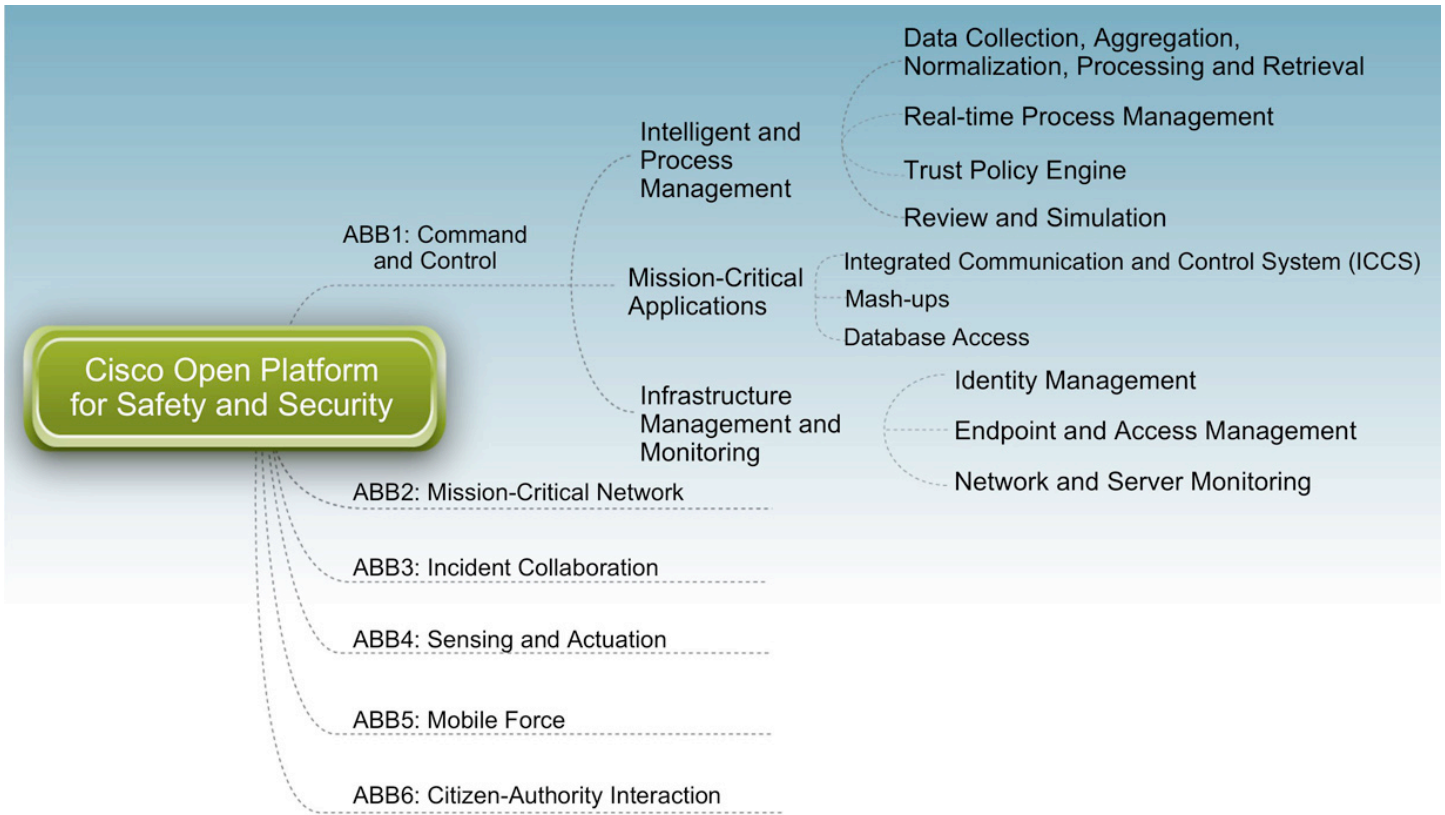 Data Collection, Aggregation,
Normalization, Processing and Retrieval
Real-time Process Management
Intelligent and
Process
Management
Trust Policy Engine
Review and Simulation
ABB1: Command
and Control
Integrated Communication and Control System (ICCS)
Mission-Critical
Applications
Mash-ups
Database Access
Cisco Open Platform
for Safety and Security
Infrastructure
Management and
Monitoring
Identity Management
Endpoint and Access Management
Network and Server Monitoring
ABB2: Mission-Critical Network
ABB3: Incident Collaboration
ABB4: Sensing and Actuation
ABB5: Mobile Force
ABB6: Citizen-Authority Interaction